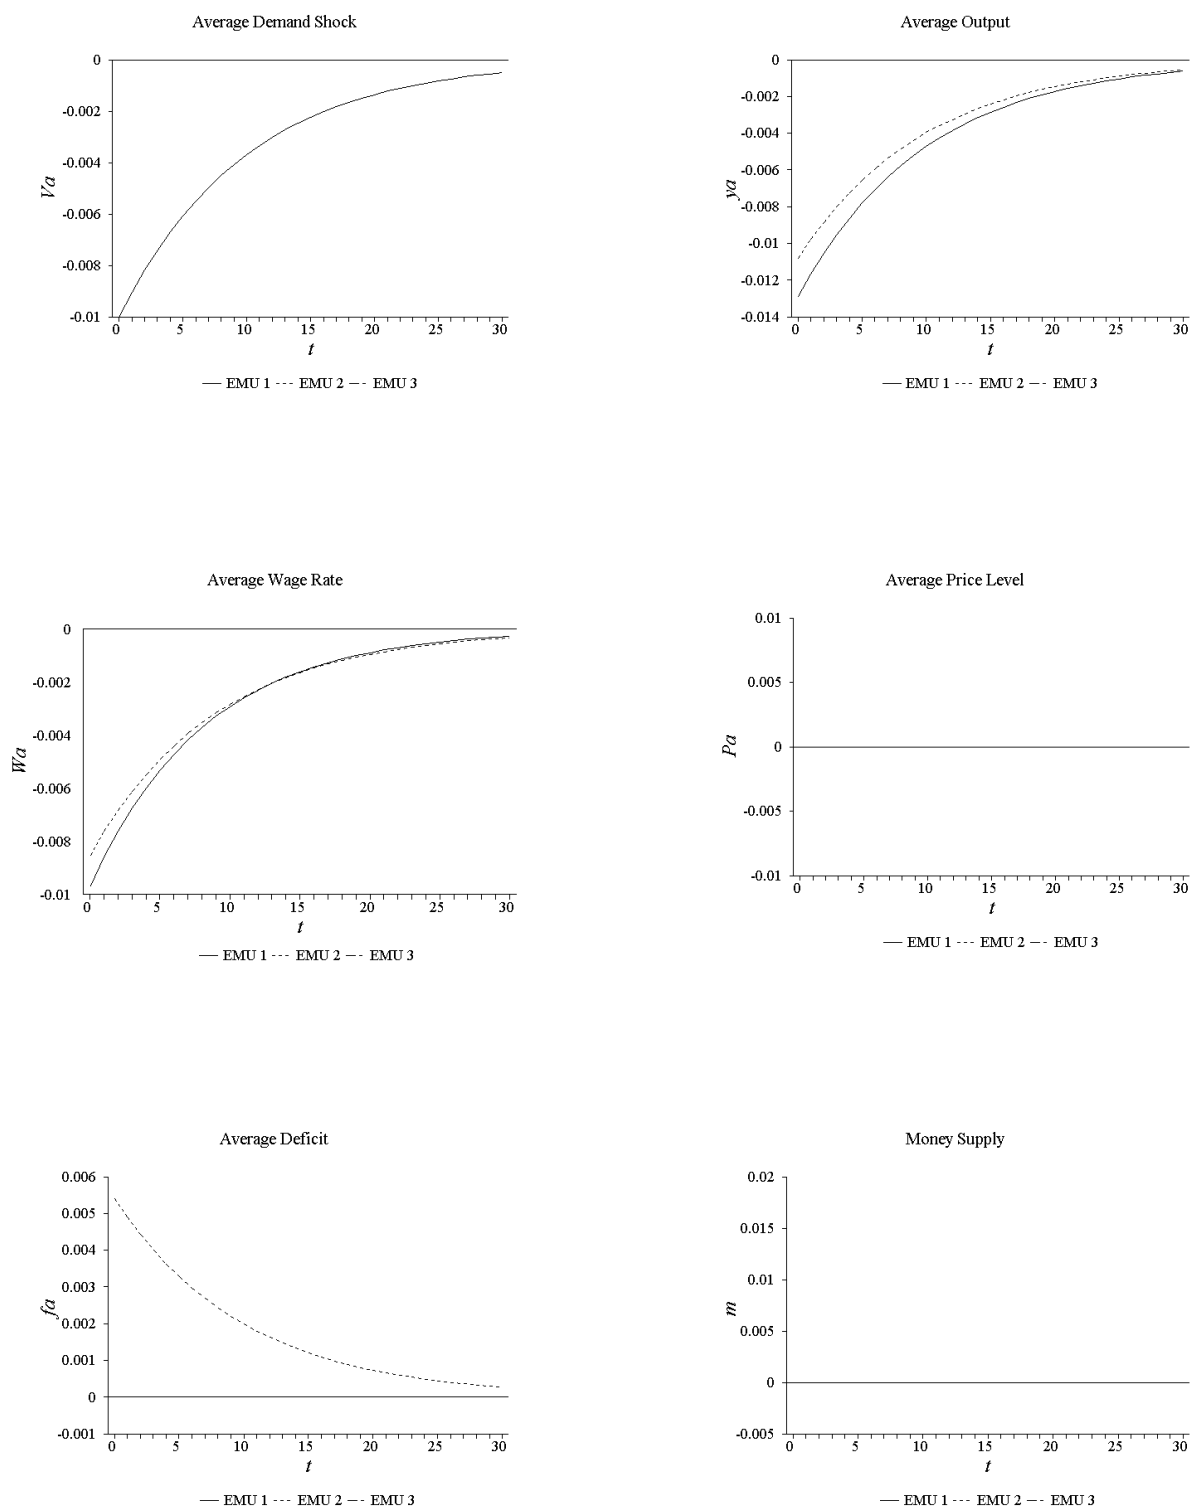 Average Demand Shock
0
-0.002
-0.004
-0.006
-0.008
-0.01
Va
0 5 10 15 20 25 30
t
EMU 1 EMU 2 EMU 3
Average Output
0
-0.002
-0.004
-0.006
-0.008
-0.01
-0.012
-0.014
ya
0 5 10 15 20 25 30
t
EMU 1 EMU 2 EMU 3
Average Wage Rate
0
-0.002
-0.004
-0.006
-0.008
-0.01
Wa
0 5 10 15 20 25 30
t
EMU 1 EMU 2 EMU 3
Average Price Level
0.01
0.005
0
-0.005
-0.01
Pa
0 5 10 15 20 25 30
t
EMU 1 EMU 2 EMU 3
Average Deficit
0.006
0.005
0.004
0.003
0.002
0.001
0
-0.001
fa
0 5 10 15 20 25 30
t
EMU 1 EMU 2 EMU 3
Money Supply
0.02
0.015
0.01
0.005
0
-0.005
m
0 5 10 15 20 25 30
t
EMU 1 EMU 2 EMU 3